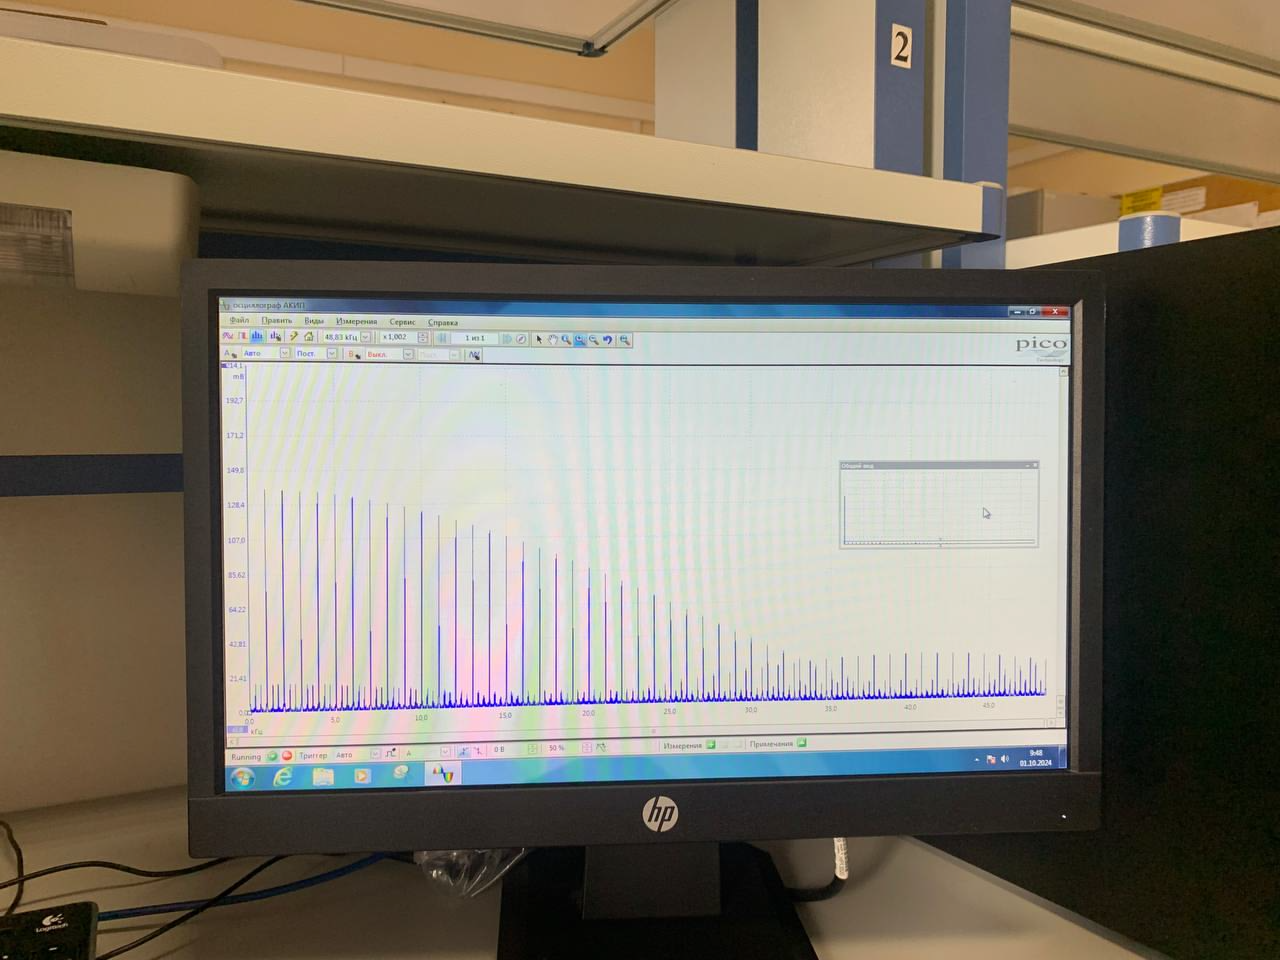 2
осциллограф АКИП
Файл Править Виды Измерения Сервис Справка
48,83 кГц x1,002 1 из 1
A Авто Пост. B Выкл. Пост.
pico
Technology
214,1
мВ
192,7
171,2
149,8
128,4
107,0
85,62
64,22
42,81
21,41
0,0
0,0 5,0 10,0 15,0 20,0 25,0 30,0 35,0 40,0 45,0
кГц
Общий вид
Running Триггер Авто A 0 В 50 % Измерения Примечания
9:48
01.10.2024
hp
Logitech